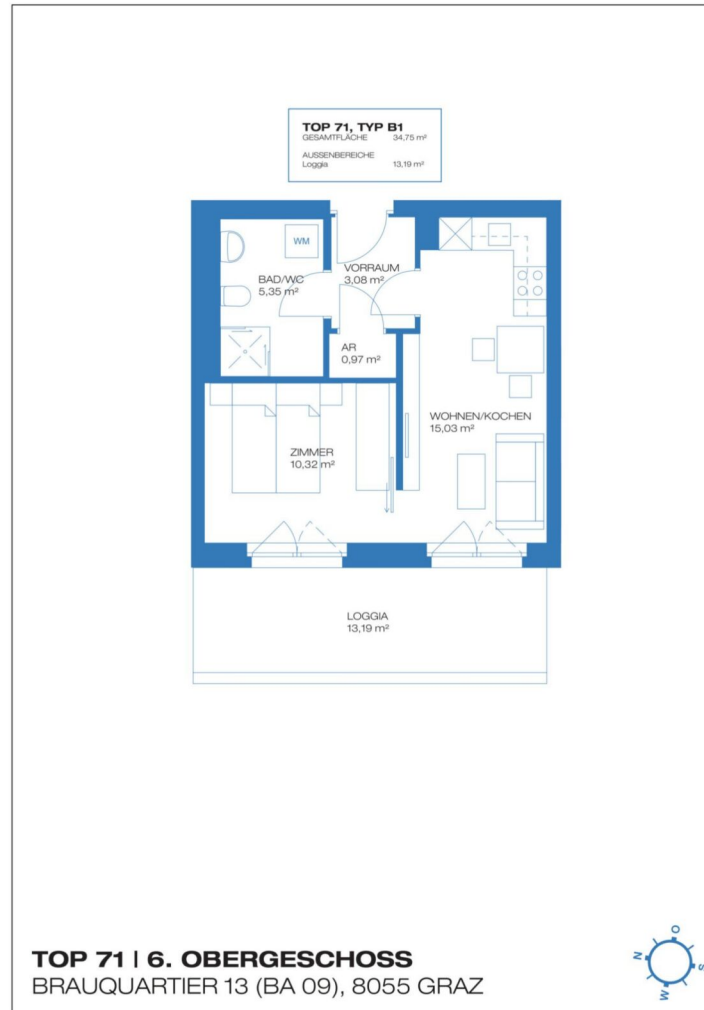 TOP 71, TYP B1
GESAMTFLÄCHE 34,75 m²
AUSSENBEREICHE
Loggia 13,19 m²
WM
BAD/WC
5,35 m²
VORRAUM
3,08 m²
AR
0,97 m²
WOHNEN/KOCHEN
15,03 m²
ZIMMER
10,32 m²
LOGGIA
13,19 m²
TOP 71 | 6. OBERGESCHOSS
BRAUQUARTIER 13 (BA 09), 8055 GRAZ
N
O
S
W